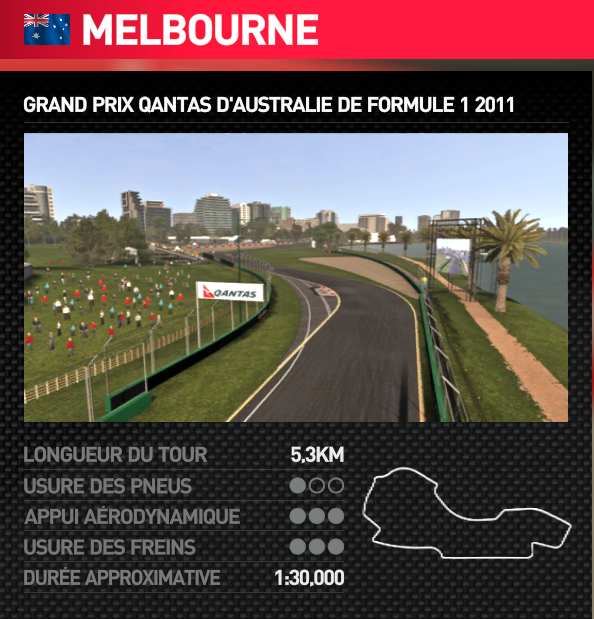 MELBOURNE
GRAND PRIX QANTAS D'AUSTRALIE DE FORMULE 1 2011
QANTAS
LONGUEUR DU TOUR 5,3KM
USURE DES PNEUS
APPUI AÉRODYNAMIQUE
USURE DES FREINS
DURÉE APPROXIMATIVE 1:30,000